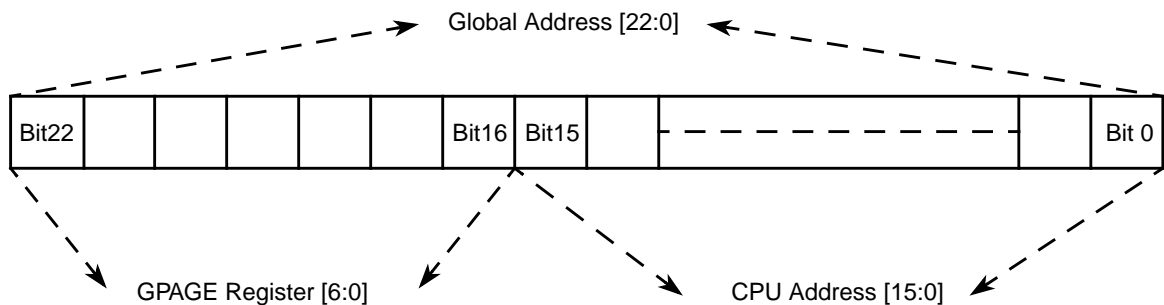 Global Address [22:0]
Bit22 Bit16 Bit15 Bit 0
GPAGE Register [6:0] CPU Address [15:0]